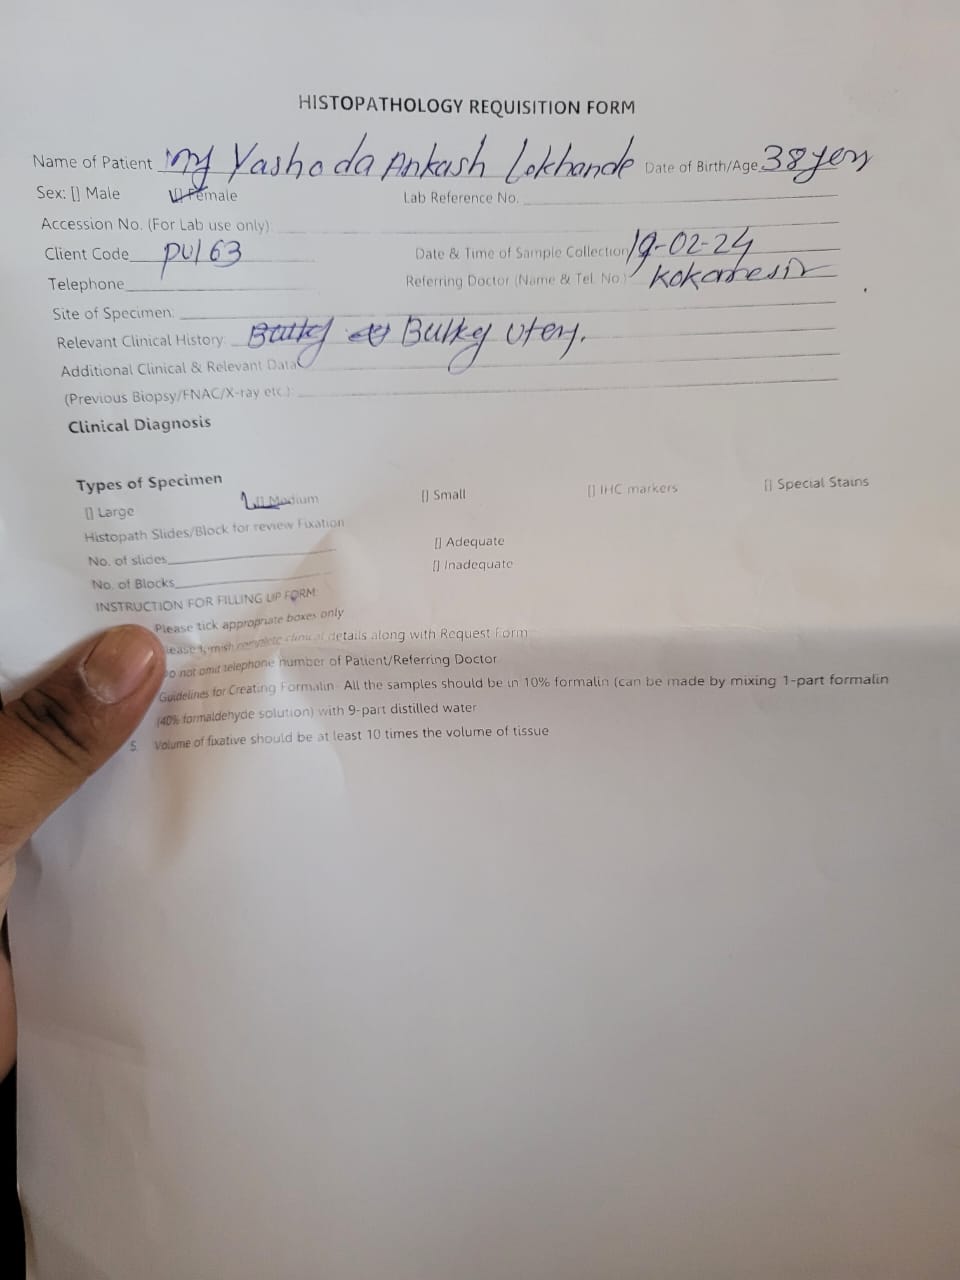 HISTOPATHOLOGY REQUISITION FORM
Name of Patient Yashoda Ankash Lokhande Date of Birth/Age 38 yery
Sex: [] Male [] Female Lab Reference No.
Accession No. (For Lab use only)
Client Code PU163 Date & Time of Sample Collection 19-02-24
Telephone Referring Doctor (Name & Tel. No.)
Site of Specimen:
Relevant Clinical History: Bulky Utery.
Additional Clinical & Relevant Data
(Previous Biopsy/FNAC/X-ray etc.):
Clinical Diagnosis
Types of Specimen
[] Large [] Medium [] Small [] IHC markers [] Special Stains
Histopath Slides/Block for review Fixation
No. of slides [] Adequate
No. of Blocks [] Inadequate
INSTRUCTION FOR FILLING UP FORM:
Please tick appropriate boxes only
complete clinical details along with Request Form
not omit telephone number of Patient/Referring Doctor
Guidelines for Creating Formalin- All the samples should be in 10% formalin (can be made by mixing 1-part formalin
(40% formaldehyde solution) with 9-part distilled water
5. Volume of fixative should be at least 10 times the volume of tissue